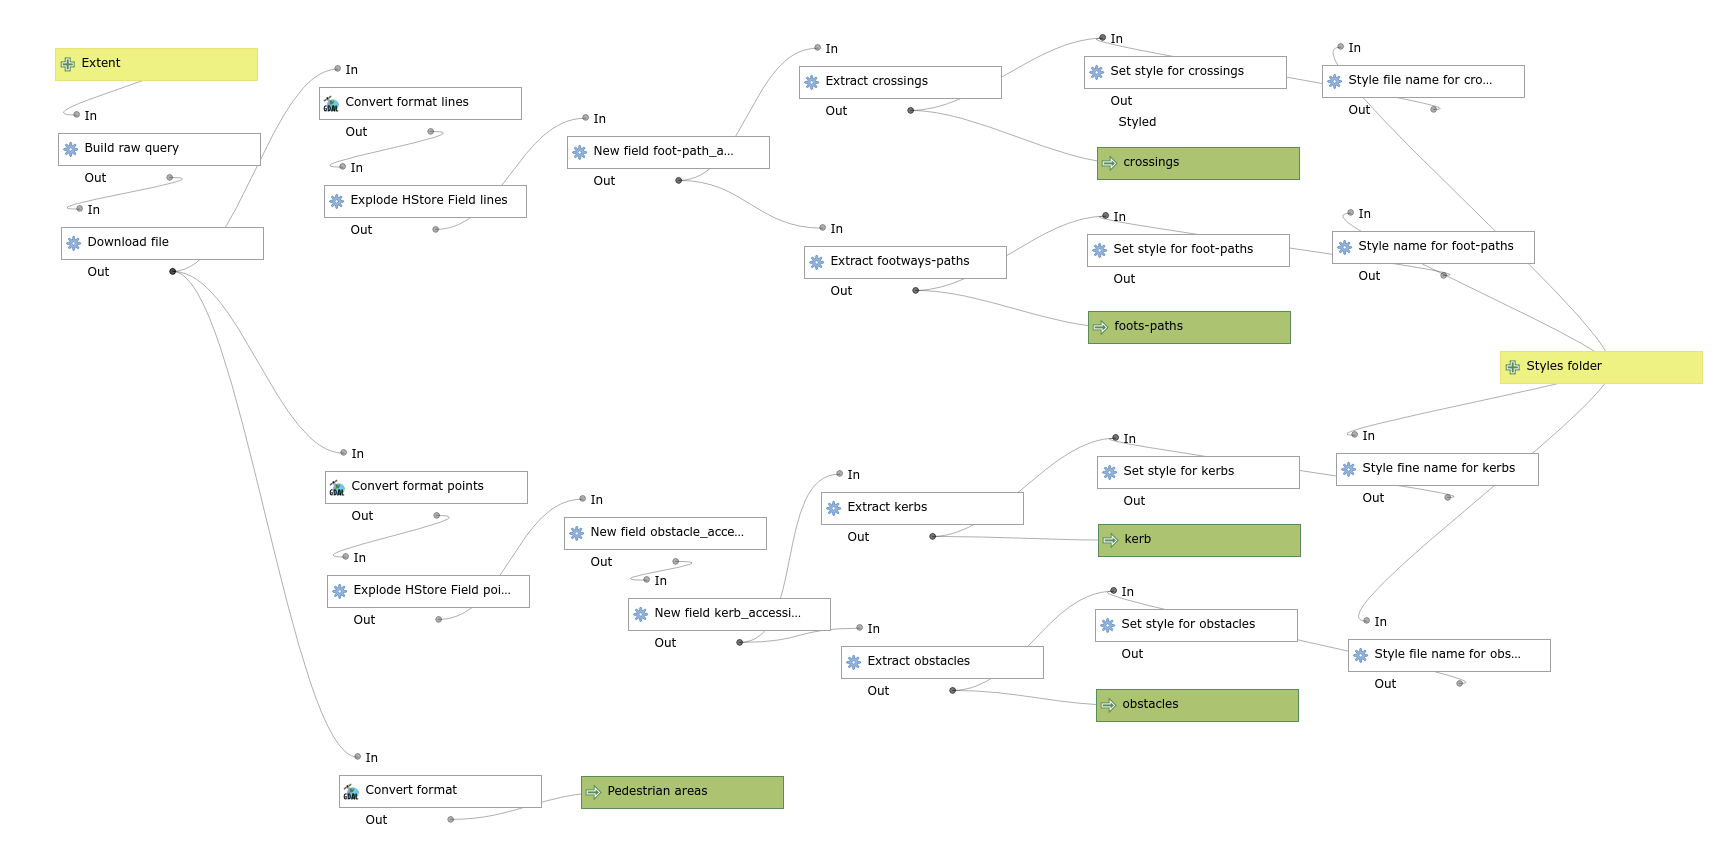 Extent
In
Build raw query
Out
In
Download file
Out
In
Convert format lines
GDAL
Out
In
Explode HStore Field lines
Out
In
New field foot-path_a...
Out
In
Extract crossings
Out
In
Set style for crossings
Out
Styled
crossings
In
Style file name for cro...
Out
In
Extract footways-paths
Out
In
Set style for foot-paths
Out
foots-paths
In
Style name for foot-paths
Out
Styles folder
In
Convert format points
GDAL
Out
In
Explode HStore Field poi...
Out
In
New field obstacle_acce...
Out
In
New field kerb_accessi...
Out
In
Extract kerbs
Out
In
Set style for kerbs
Out
kerb
In
Style fine name for kerbs
Out
In
Extract obstacles
Out
In
Set style for obstacles
Out
obstacles
In
Style file name for obs...
Out
In
Convert format
GDAL
Out
Pedestrian areas